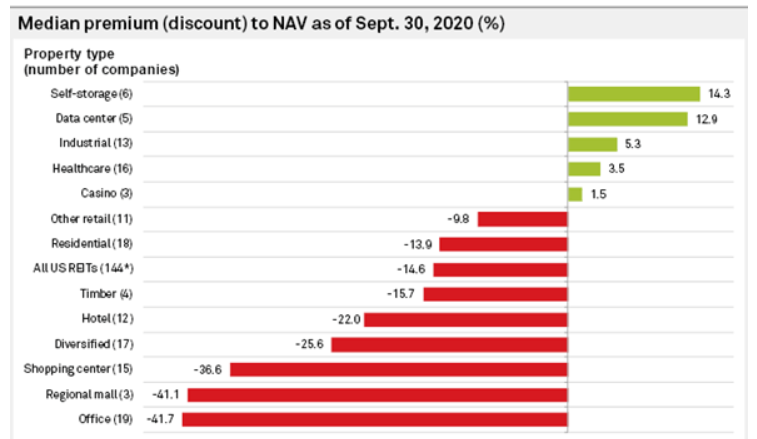 Median premium (discount) to NAV as of Sept. 30, 2020 (%)
Property type
(number of companies)
Self-storage (6) 14.3
Data center (5) 12.9
Industrial (13) 5.3
Healthcare (16) 3.5
Casino (3) 1.5
Other retail (11) -9.8
Residential (18) -13.9
All US REITs (144*) -14.6
Timber (4) -15.7
Hotel (12) -22.0
Diversified (17) -25.6
Shopping center (15) -36.6
Regional mall (3) -41.1
Office (19) -41.7